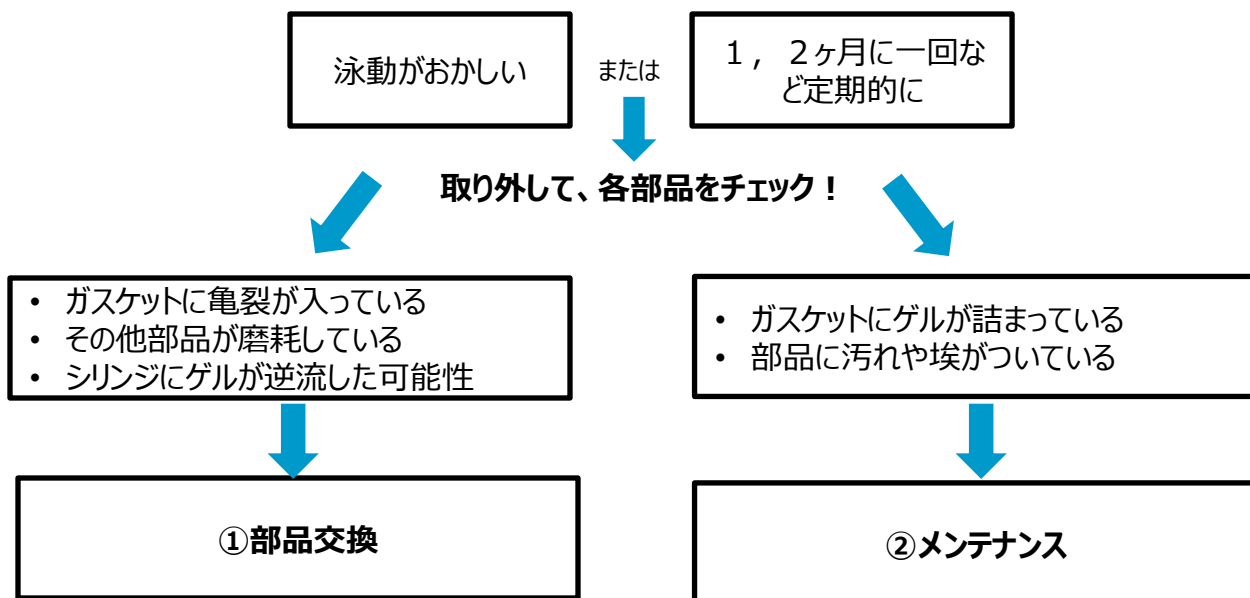 泳動がおかしい
または
１，２ヶ月に一回な
ど定期的に
取り外して、各部品をチェック！
• ガスケットに亀裂が入っている
• その他部品が磨耗している
• シリンジにゲルが逆流した可能性
• ガスケットにゲルが詰まっている
• 部品に汚れや埃がついている
①部品交換
②メンテナンス